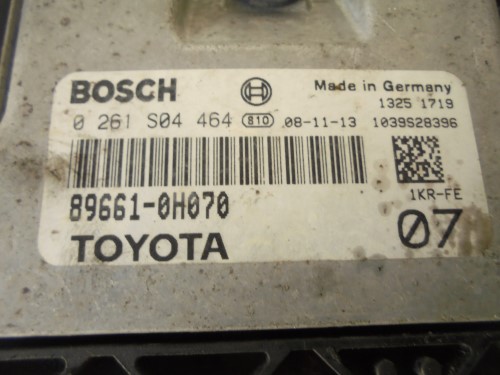 BOSCH Made in Germany
1325 1719
0 261 S04 464 810 08-11-13 1039S28396
1KR-FE
89661-0H070
TOYOTA 07